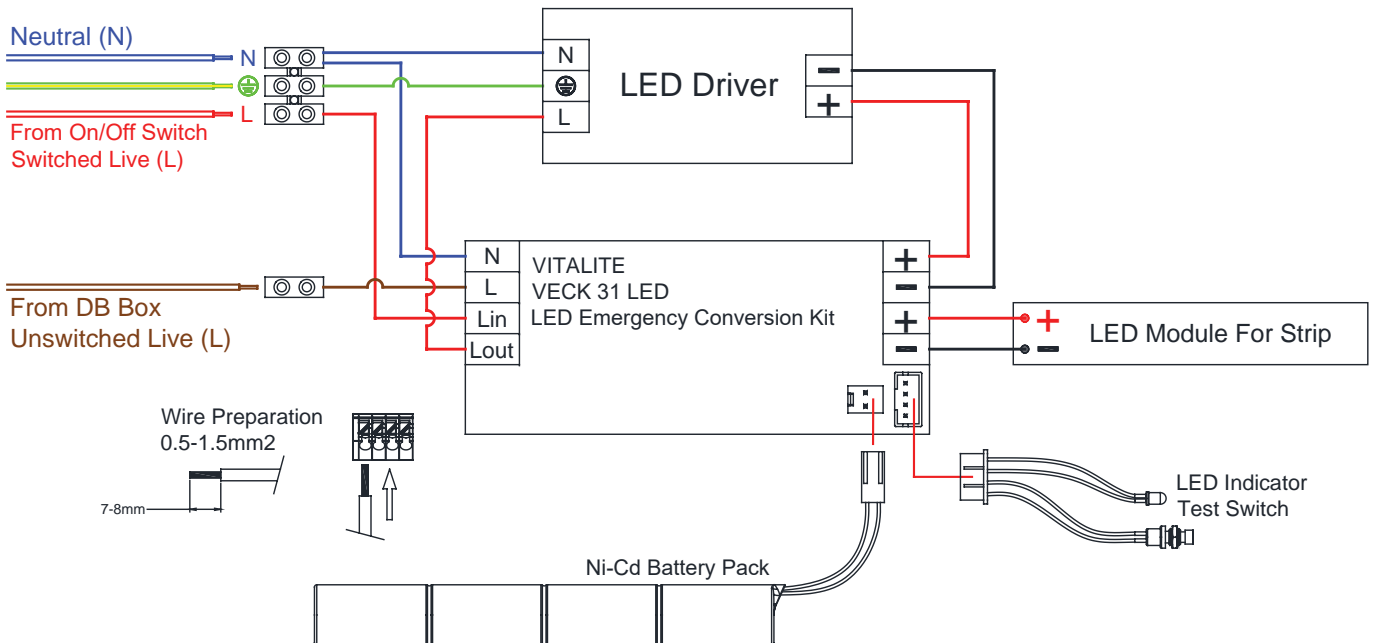 Neutral (N)
N
L
From On/Off Switch
Switched Live (L)
N
L
LED Driver
From DB Box
Unswitched Live (L)
N
L
Lin
Lout
VITALITE
VECK 31 LED
LED Emergency Conversion Kit
+
-
+
-
+
-
LED Module For Strip
Wire Preparation
0.5-1.5mm2
7-8mm
LED Indicator
Test Switch
Ni-Cd Battery Pack